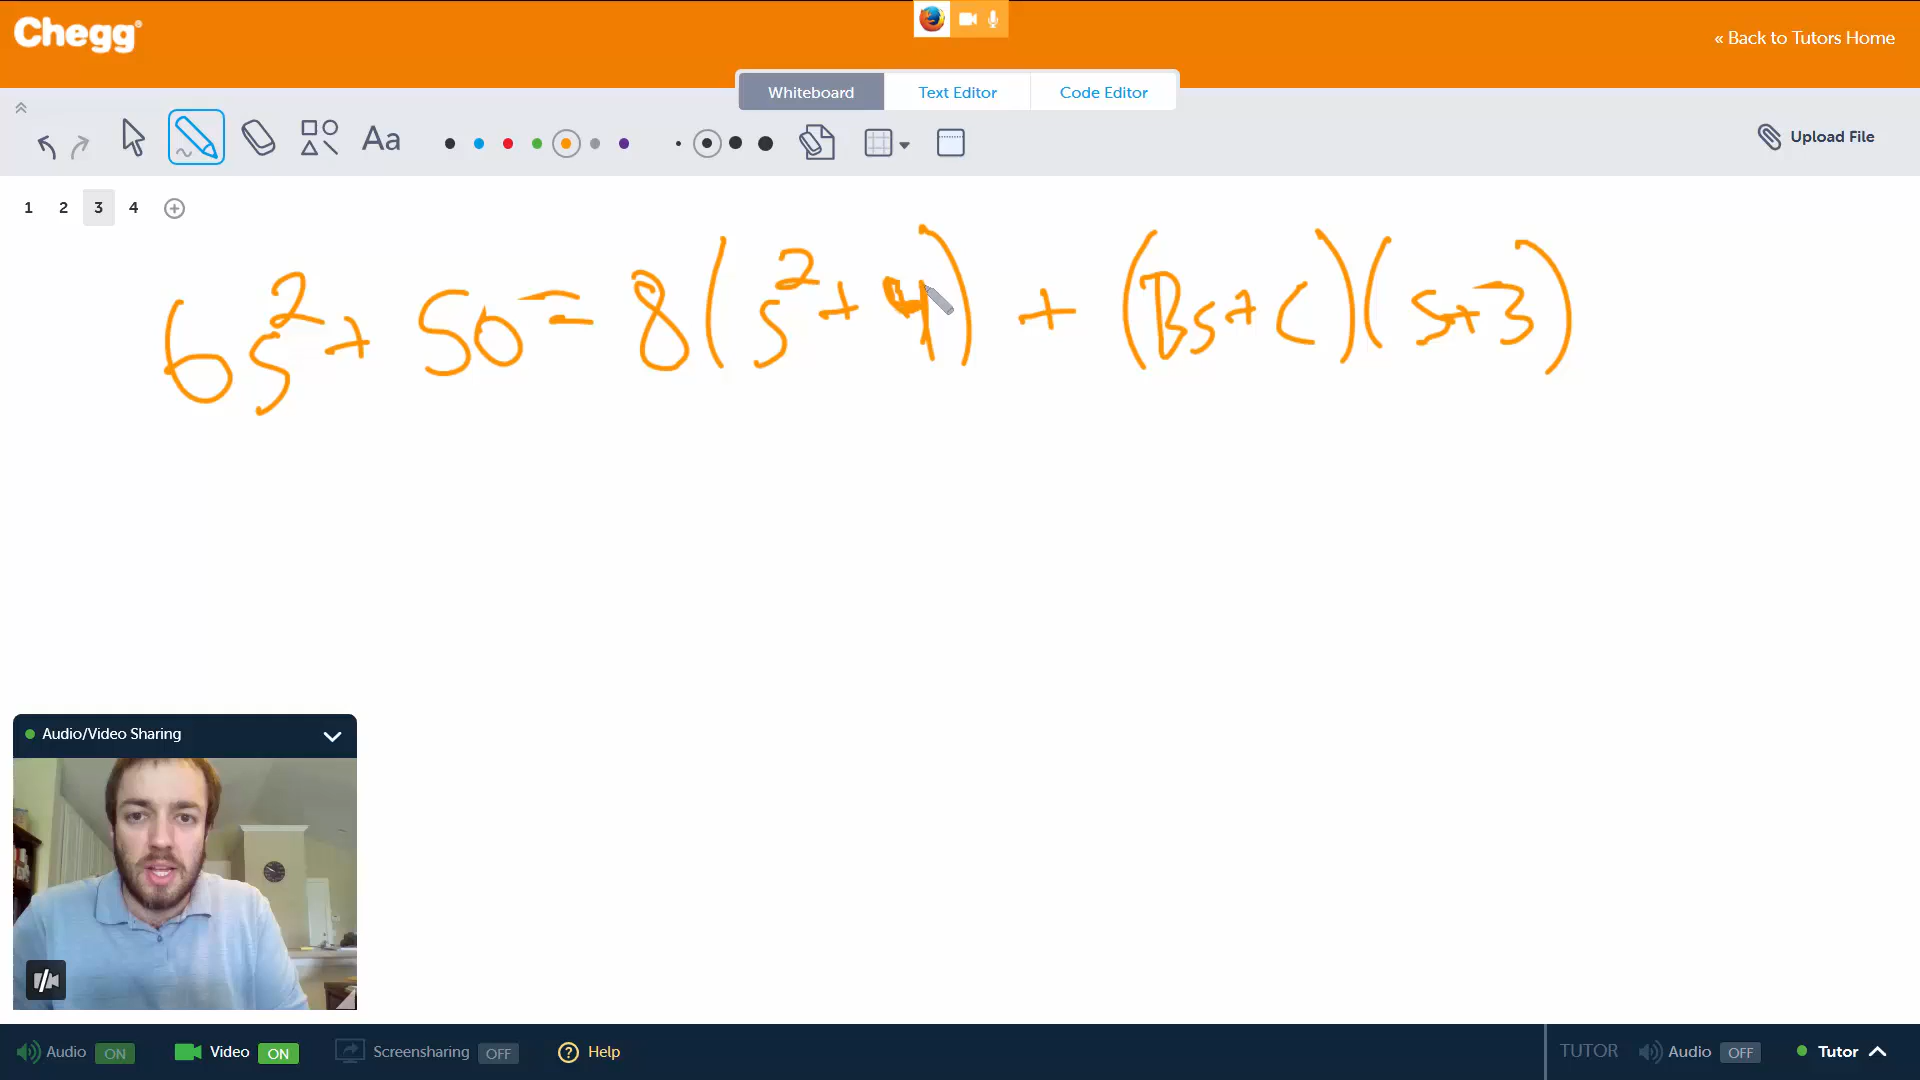 Chegg
« Back to Tutors Home
Whiteboard Text Editor Code Editor
Aa
Upload File
1 2 3 4
6s² + 50 = 8(s² + 4) + (Bs + C)(s + 3)
Audio/Video Sharing
Audio ON Video ON Screensharing OFF ? Help TUTOR Audio OFF Tutor